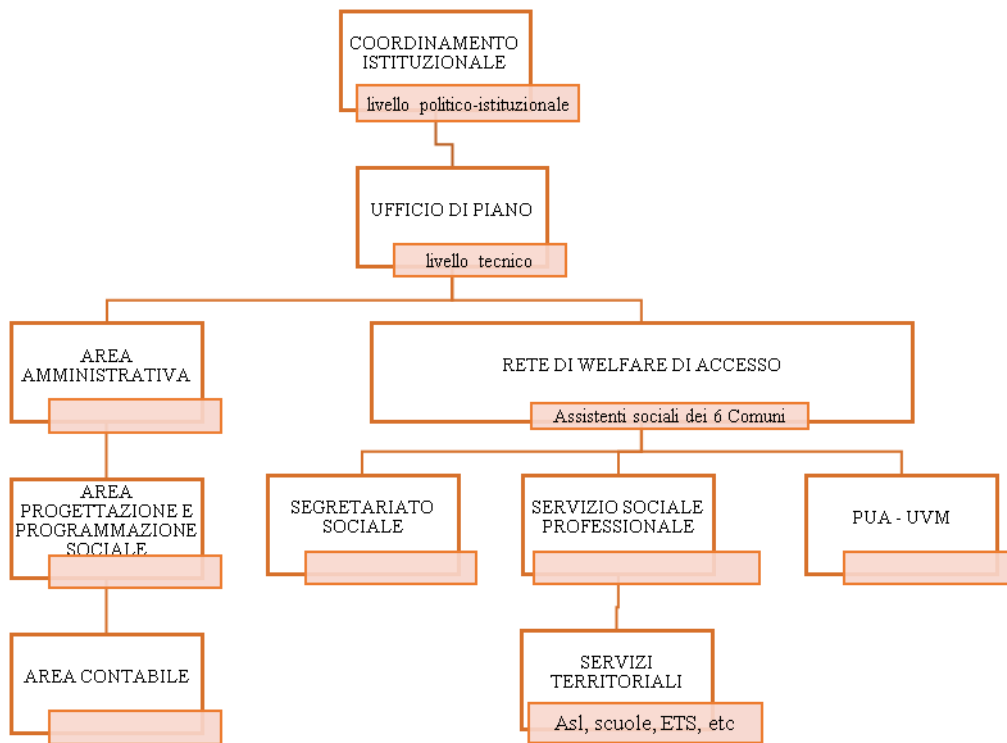 COORDINAMENTO
ISTITUZIONALE
livello politico-istituzionale
UFFICIO DI PIANO
livello tecnico
AREA
AMMINISTRATIVA
RETE DI WELFARE DI ACCESSO
Assistenti sociali dei 6 Comuni
AREA
PROGETTAZIONE E
PROGRAMMAZIONE
SOCIALE
SEGRETARIATO
SOCIALE
SERVIZIO SOCIALE
PROFESSIONALE
PUA - UVM
AREA CONTABILE
SERVIZI
TERRITORIALI
Asl, scuole, ETS, etc